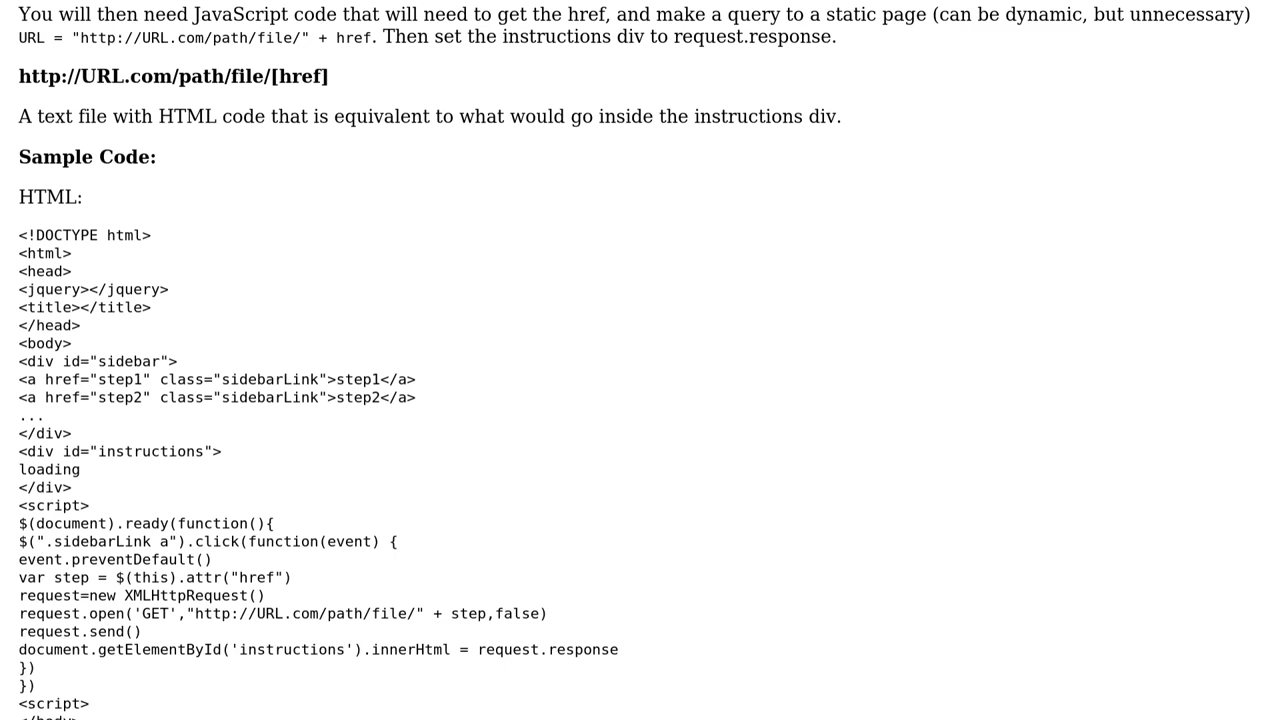 You will then need JavaScript code that will need to get the href, and make a query to a static page (can be dynamic, but unnecessary)
URL = "http://URL.com/path/file/" + href. Then set the instructions div to request.response.
http://URL.com/path/file/[href]
A text file with HTML code that is equivalent to what would go inside the instructions div.
Sample Code:
HTML:
<!DOCTYPE html>
<html>
<head>
<jquery></jquery>
<title></title>
</head>
<body>
<div id="sidebar">
<a href="step1" class="sidebarLink">step1</a>
<a href="step2" class="sidebarLink">step2</a>
...
</div>
<div id="instructions">
loading
</div>
<script>
$(document).ready(function(){
$(".sidebarLink a").click(function(event) {
event.preventDefault()
var step = $(this).attr("href")
request=new XMLHttpRequest()
request.open('GET',"http://URL.com/path/file/" + step,false)
request.send()
document.getElementById('instructions').innerHtml = request.response
})
})
<script>